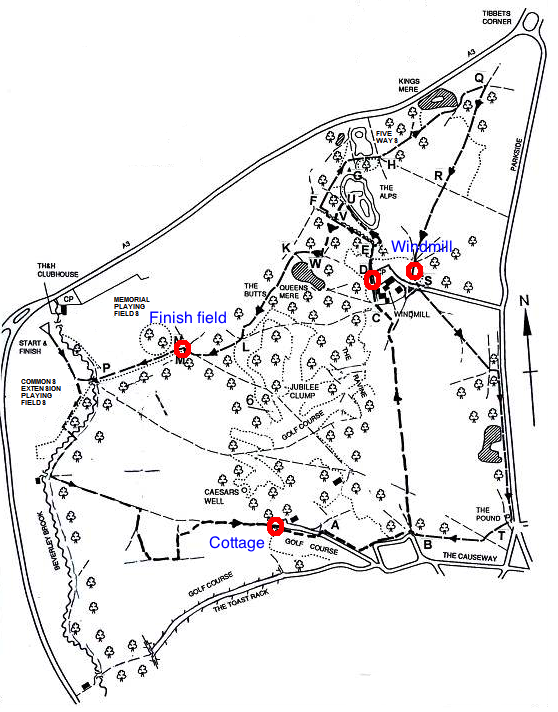 TIBBETS
CORNER
A3
KINGS
MERE
Q
FIVE
WAYS
H
PARKSIDE
R
G
THE
ALPS
F
U
V
A3
Windmill
E
K
W
D
S
TH&H
CLUBHOUSE
CP
THE
BUTTS
QUEENS
MERE
N
MEMORIAL
PLAYING
FIELDS
WINDMILL
C
Finish field
START &
FINISH
N
L
M
THE
RAVINE
P
COMMONS
EXTENSION
PLAYING
FIELDS
JUBILEE
CLUMP
6
GOLF COURSE
CAESARS
WELL
THE
POUND
P
A
T
B
Cottage
GOLF COURSE
THE CAUSEWAY
BEVERLEY BROOK
GOLF COURSE
THE TOAST RACK